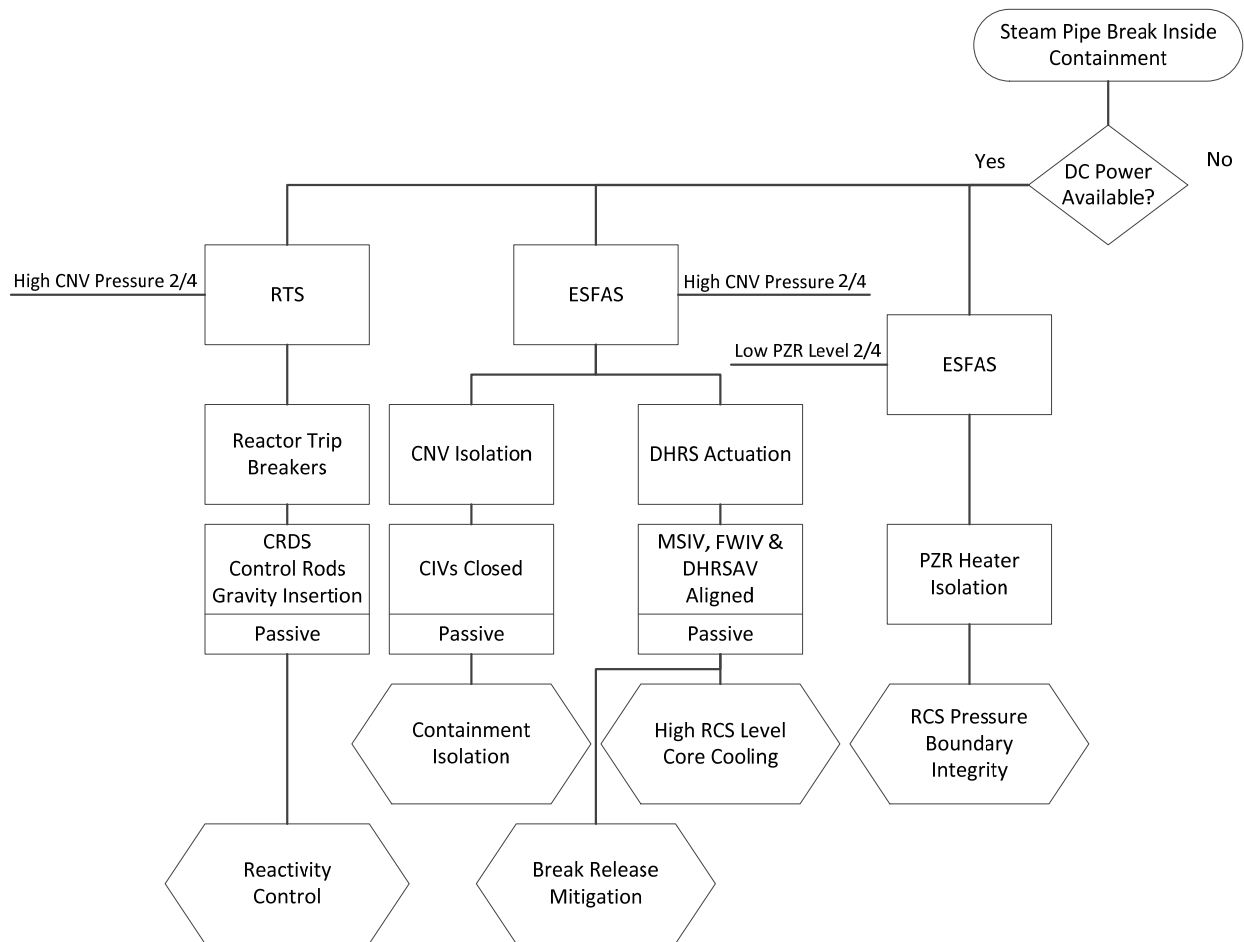 Steam Pipe Break Inside
Containment
Yes
No
DC Power
Available?
High CNV Pressure 2/4
RTS
ESFAS
High CNV Pressure 2/4
Low PZR Level 2/4
ESFAS
Reactor Trip
Breakers
CNV Isolation
DHRS Actuation
CRDS
Control Rods
Gravity Insertion
Passive
CIVs Closed
Passive
MSIV, FWIV &
DHRSAV
Aligned
Passive
PZR Heater
Isolation
Containment
Isolation
High RCS Level
Core Cooling
RCS Pressure
Boundary
Integrity
Reactivity
Control
Break Release
Mitigation